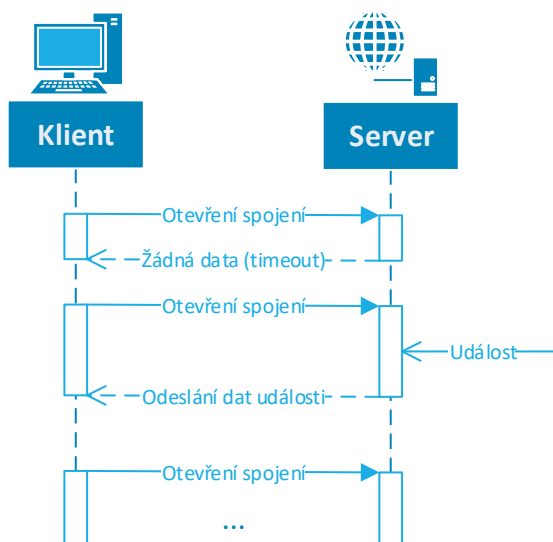 Klient
Server
Otevření spojení
Žádná data (timeout)
Otevření spojení
Událost
Odeslání dat události
Otevření spojení
...